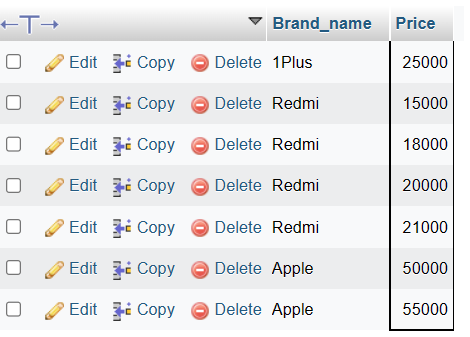 Brand_name Price
Edit Copy Delete 1Plus 25000
Edit Copy Delete Redmi 15000
Edit Copy Delete Redmi 18000
Edit Copy Delete Redmi 20000
Edit Copy Delete Redmi 21000
Edit Copy Delete Apple 50000
Edit Copy Delete Apple 55000